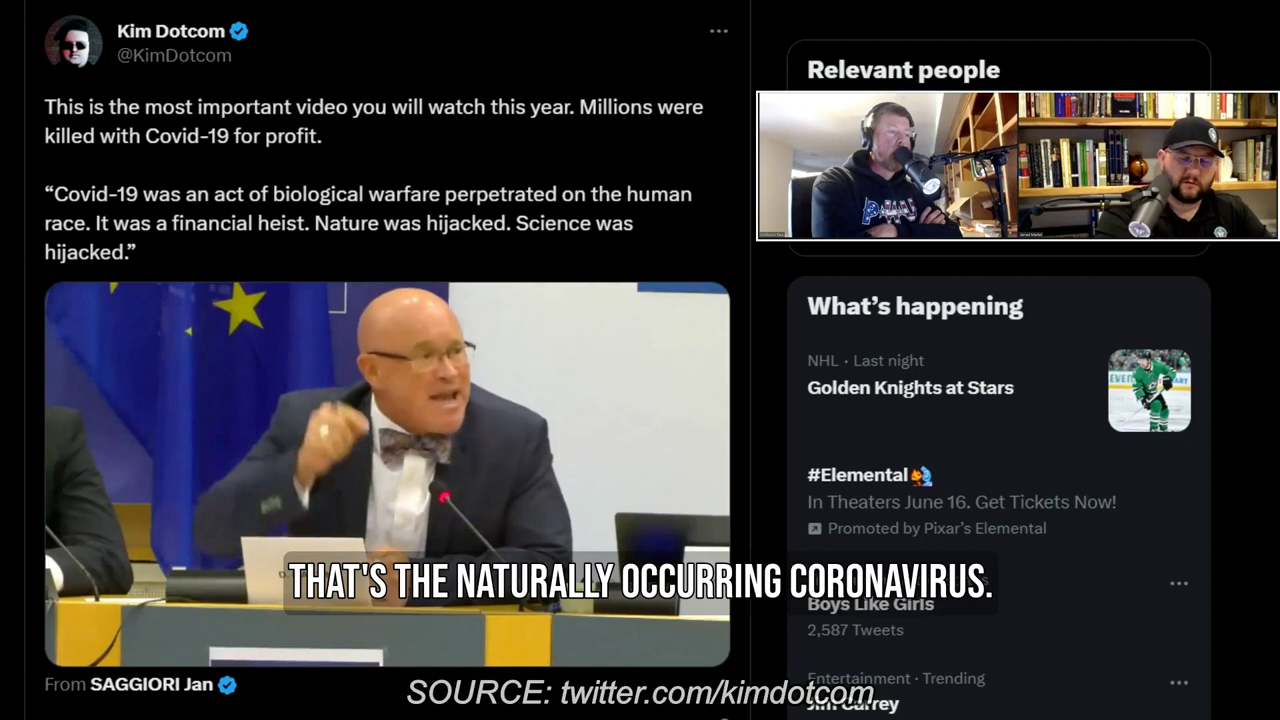 Kim Dotcom
@KimDotcom
This is the most important video you will watch this year. Millions were
killed with Covid-19 for profit.
“Covid-19 was an act of biological warfare perpetrated on the human
race. It was a financial heist. Nature was hijacked. Science was
hijacked.”
THAT'S THE NATURALLY OCCURRING CORONAVIRUS.
From SAGGIORI Jan
SOURCE: twitter.com/kimdotcom
Relevant people
What’s happening
NHL · Last night
Golden Knights at Stars
#Elemental
In Theaters June 16. Get Tickets Now!
Promoted by Pixar’s Elemental
Boys Like Girls
2,587 Tweets
Entertainment · Trending
Jim Carrey